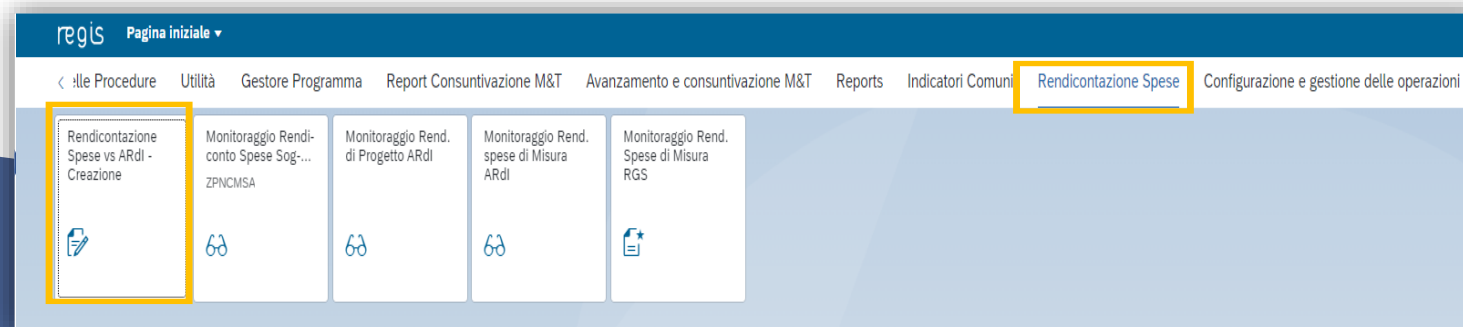 regis Pagina iniziale
elle Procedure Utilità Gestore Programma Report Consuntivazione M&T Avanzamento e consuntivazione M&T Reports Indicatori Comuni Rendicontazione Spese Configurazione e gestione delle operazioni
Rendicontazione
Spese vs ARdI -
Creazione
Monitoraggio Rendi-
conto Spese Sog-...
ZPNCMSA
Monitoraggio Rend.
di Progetto ARdI
Monitoraggio Rend.
spese di Misura
ARdI
Monitoraggio Rend.
Spese di Misura
RGS